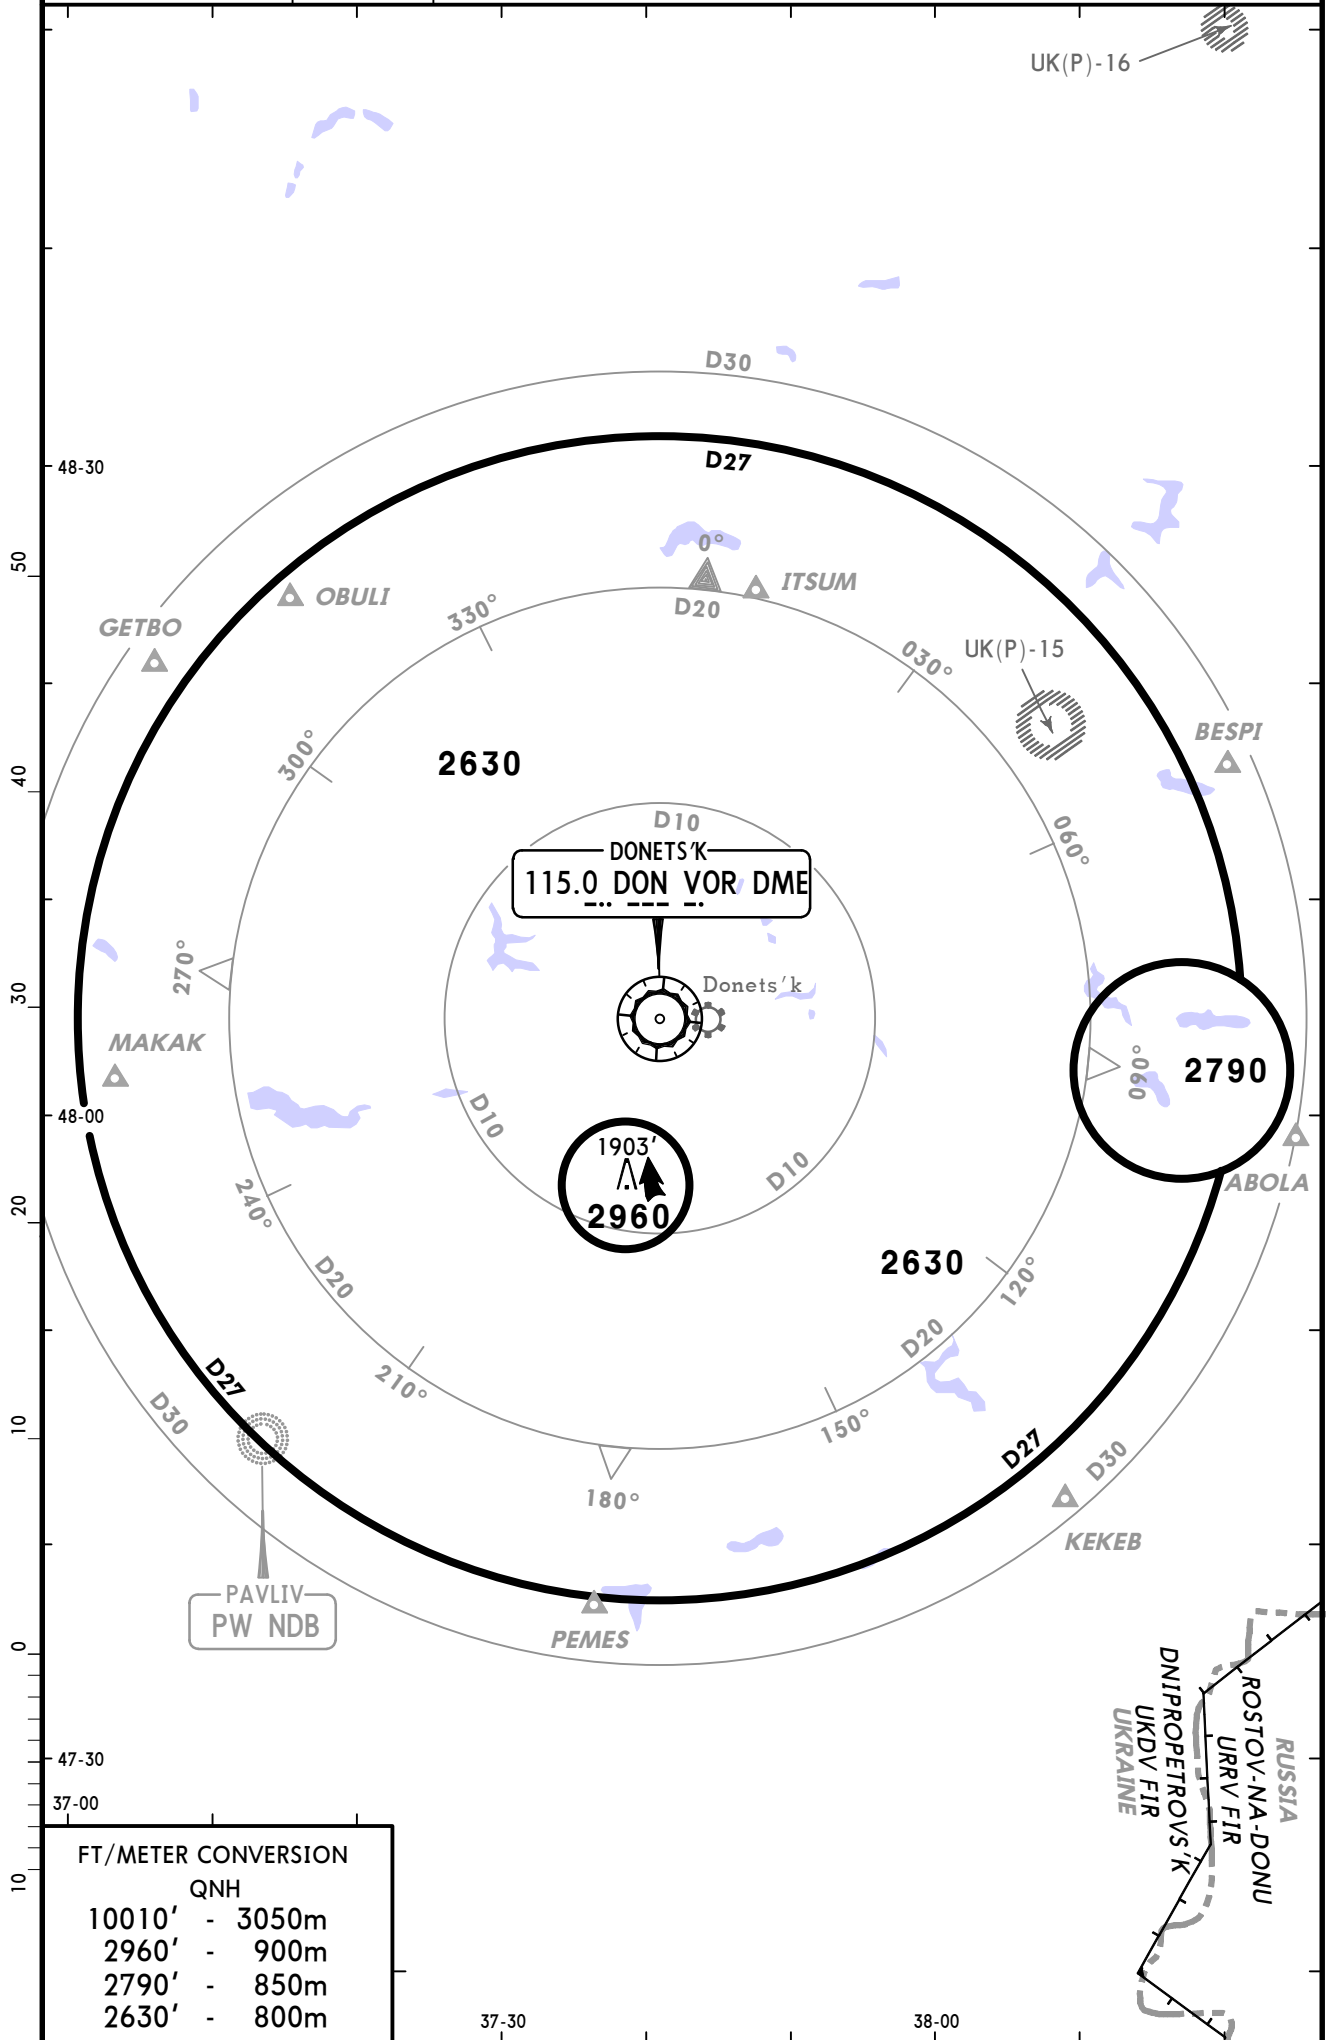 UK(P)-16
D30
48-30
D27
50
0°
OBULI
ITSUM
D20
330°
GETBO
UK(P)-15
030°
BESPI
300°
2630
40
D10
060°
DONETS'K
115.0 DON VOR DME
270°
Donets'k
30
MAKAK
090°
2790
48-00
D10
1903'
D10
2960
ABOLA
240°
20
2630
120°
D20
D20
D27
210°
150°
D30
D27
D30
10
180°
KEKEB
PAVLIV
PW NDB
PEMES
0
RUSSIA
ROSTOV-NA-DONU
URRV FIR
DNIPROPETROVS'K
UKDV FIR
UKRAINE
47-30
37-00
10
FT/METER CONVERSION
QNH
10010' - 3050m
2960' - 900m
2790' - 850m
2630' - 800m
37-30
38-00